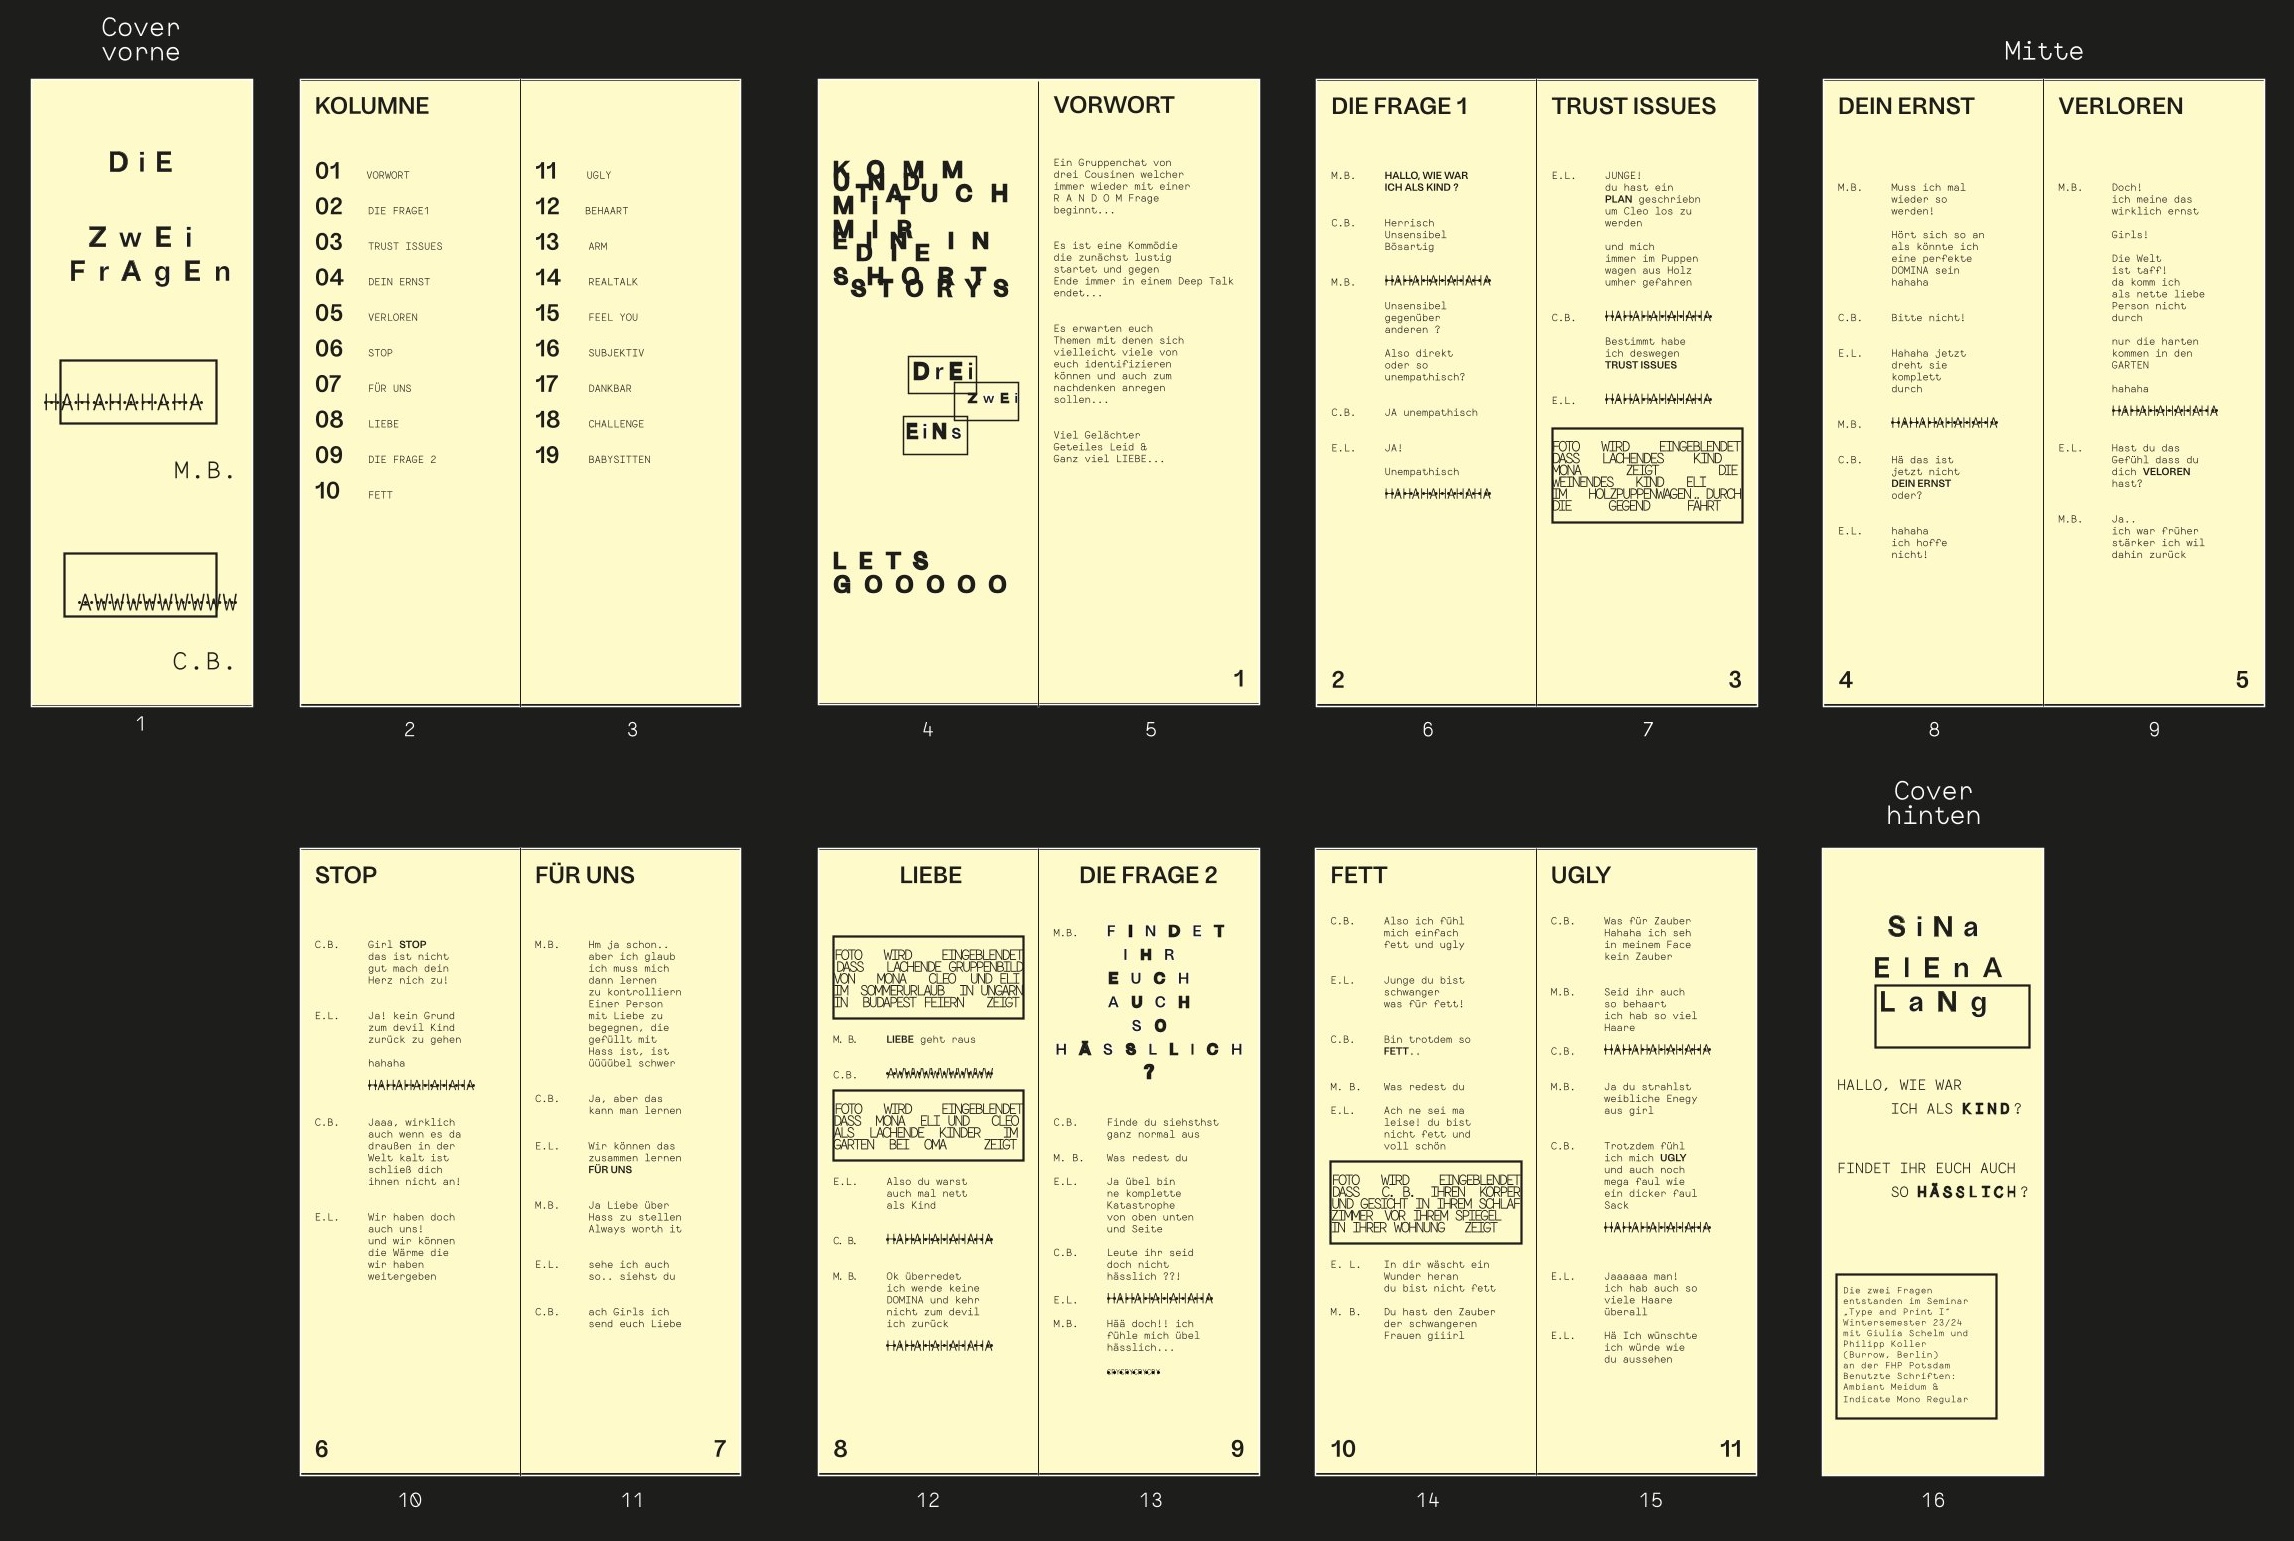 Cover
vorne
DiE
ZwEi
FrAgEn
HAHAHAHAHA
M.B.
AWWWWWWWWW
C.B.
1
KOLUMNE
01 VORWORT
02 DIE FRAGE1
03 TRUST ISSUES
04 DEIN ERNST
05 VERLOREN
06 STOP
07 FÜR UNS
08 LIEBE
09 DIE FRAGE 2
10 FETT
2
11 UGLY
12 BEHAART
13 ARM
14 REALTALK
15 FEEL YOU
16 SUBJEKTIV
17 DANKBAR
18 CHALLENGE
19 BABYSITTEN
3
KOMM
UND
TAUCH
MiT
MIR
EIN IN
DIE
SHORT
STORYS
DrEi
ZwEi
EiNs
LETS
GOOOOO
4
VORWORT
Ein Gruppenchat von
drei Cousinen welcher
immer wieder mit einer
R A N D O M Frage
beginnt...
Es ist eine Kommödie
die zunächst lustig
startet und gegen
Ende immer in einem Deep Talk
endet...
Es erwarten euch
Themen mit denen sich
vielleicht viele von
euch identifizieren
können und auch zum
nachdenken anregen
sollen...
Viel Gelächter
Geteiles Leid &
Ganz viel LIEBE...
1
5
DIE FRAGE 1
M.B. HALLO, WIE WAR
ICH ALS KIND ?
C.B. Herrisch
Unsensibel
Bösartig
M.B. HAHAHAHAHAHA
Unsensibel
gegenüber
anderen ?
Also direkt
oder so
unempathisch?
C.B. JA unempathisch
E.L. JA!
Unempathisch
HAHAHAHAHAHA
2
6
TRUST ISSUES
E.L. JUNGE!
du hast ein
PLAN geschriebn
um Cleo los zu
werden
und mich
immer im Puppen
wagen aus Holz
umher gefahren
C.B. HAHAHAHAHAHA
Bestimmt habe
ich deswegen
TRUST ISSUES
E.L. HAHAHAHAHAHA
FOTO WIRD EINGEBLENDET
DASS LACHENDES KIND
MONA ZEIGT DIE
WEINENDES KIND ELI
IM HOLZPUPPENWAGEN.. DURCH
DIE GEGEND FÄHRT
3
7
Mitte
DEIN ERNST
M.B. Muss ich mal
wieder so
werden!
Hört sich so an
als könnte ich
eine perfekte
DOMINA sein
hahaha
C.B. Bitte nicht!
E.L. Hahaha jetzt
dreht sie
komplett
durch
M.B. HAHAHAHAHAHA
C.B. Hä das ist
jetzt nicht
DEIN ERNST
oder?
E.L. hahaha
ich hoffe
nicht!
4
8
VERLOREN
M.B. Doch!
ich meine das
wirklich ernst
Girls!
Die Welt
ist taff!
da komm ich
als nette liebe
Person nicht
durch
nur die harten
kommen in den
GARTEN
hahaha
HAHAHAHAHAHA
E.L. Hast du das
Gefühl dass du
dich VELOREN
hast?
M.B. Ja..
ich war früher
stärker ich wil
dahin zurück
5
9
STOP
C.B. Girl STOP
das ist nicht
gut mach dein
Herz nich zu!
E.L. Ja! kein Grund
zum devil Kind
zurück zu gehen
hahaha
HAHAHAHAHAHA
C.B. Jaaa, wirklich
auch wenn es da
draußen in der
Welt kalt ist
schließ dich
ihnen nicht an!
E.L. Wir haben doch
auch uns!
und wir können
die Wärme die
wir haben
weitergeben
6
10
FÜR UNS
M.B. Hm ja schon..
aber ich glaub
ich muss mich
dann lernen
zu kontrolliern
Einer Person
mit Liebe zu
begegnen, die
gefüllt mit
Hass ist, ist
üüüübel schwer
C.B. Ja, aber das
kann man lernen
E.L. Wir können das
zusammen lernen
FÜR UNS
M.B. Ja Liebe über
Hass zu stellen
Always worth it
E.L. sehe ich auch
so.. siehst du
C.B. ach Girls ich
send euch Liebe
7
11
LIEBE
FOTO WIRD EINGEBLENDET
DASS LACHENDE GRUPPENBILD
VON MONA CLEO UND ELI
IM SOMMERURLAUB IN UNGARN
IN BUDAPEST FEIERN ZEIGT
M. B. LIEBE geht raus
C.B. AWWWWWWWWWW
FOTO WIRD EINGEBLENDET
DASS MONA ELI UND CLEO
ALS LACHENDE KINDER IM
GARTEN BEI OMA ZEIGT
E.L. Also du warst
auch mal nett
als Kind
C. B. HAHAHAHAHAHA
M. B. Ok überredet
ich werde keine
DOMINA und kehr
nicht zum devil
ich zurück
HAHAHAHAHAHA
8
12
DIE FRAGE 2
M.B. FINDET
IHR
EUCH
AUCH
SO
HÄSSLLICH
?
C.B. Finde du siehsthst
ganz normal aus
M. B. Was redest du
E.L. Ja übel bin
ne komplette
Katastrophe
von oben unten
und Seite
C.B. Leute ihr seid
doch nicht
hässlich ??!
E.L. HAHAHAHAHAHA
M.B. Hää doch!! ich
fühle mich übel
hässlich...
9
13
FETT
C.B. Also ich fühl
mich einfach
fett und ugly
E.L. Junge du bist
schwanger
was für fett!
C.B. Bin trotdem so
FETT..
M. B. Was redest du
E.L. Ach ne sei ma
leise! du bist
nicht fett und
voll schön
FOTO WIRD EINGEBLENDET
DASS C. B. IHREN KÖRPER
UND GESICHT IN IHREM SCHLAF
ZIMMER VOR IHREM SPIEGEL
IN IHRER WOHNUNG ZEIGT
E. L. In dir wäscht ein
Wunder heran
du bist nicht fett
M. B. Du hast den Zauber
der schwangeren
Frauen giiirl
10
14
UGLY
C.B. Was für Zauber
Hahaha ich seh
in meinem Face
kein Zauber
M.B. Seid ihr auch
so behaart
ich hab so viel
Haare
C.B. HAHAHAHAHAHA
M.B. Ja du strahlst
weibliche Enegy
aus girl
C.B. Trotzdem fühl
ich mich UGLY
und auch noch
mega faul wie
ein dicker faul
Sack
HAHAHAHAHAHA
E.L. Jaaaaaa man!
ich hab auch so
viele Haare
überall
E.L. Hä Ich wünschte
ich würde wie
du aussehen
11
15
Cover
hinten
SiNa
ElEnA
LaNg
HALLO, WIE WAR
ICH ALS KIND?
FINDET IHR EUCH AUCH
SO HÄSSLICH?
Die zwei Fragen
entstanden im Seminar
„Type and Print I“
Wintersemester 23/24
mit Giulia Schelm und
Philipp Koller
(Burrow, Berlin)
an der FHP Potsdam
Benutzte Schriften:
Ambiant Meidum &
Indicate Mono Regular
16